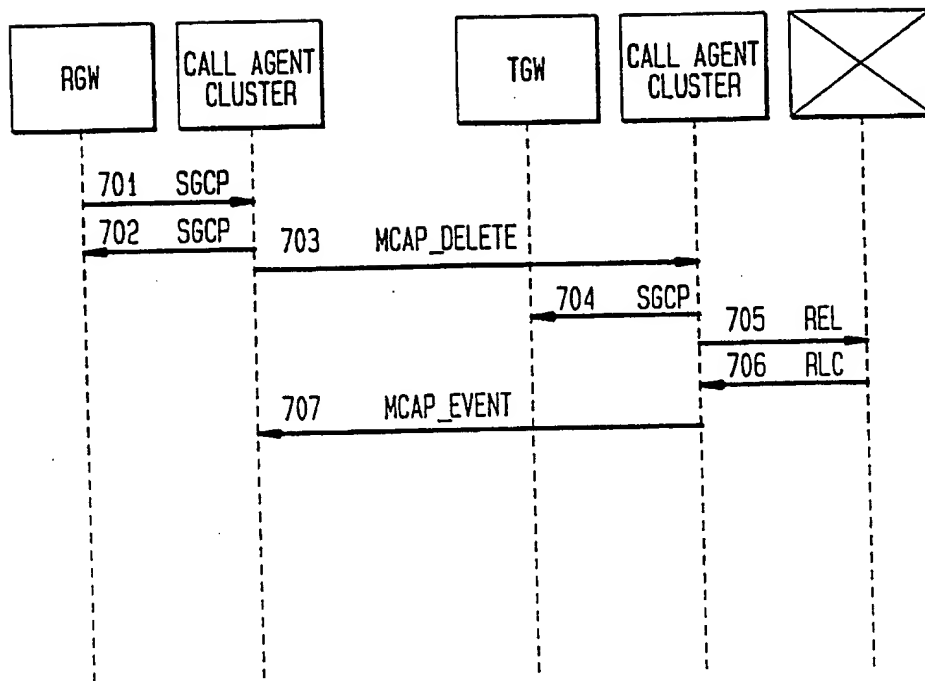 RGW
CALL AGENT
CLUSTER
TGW
CALL AGENT
CLUSTER
701 SGCP
702 SGCP
703 MCAP_DELETE
704 SGCP
705 REL
706 RLC
707 MCAP_EVENT